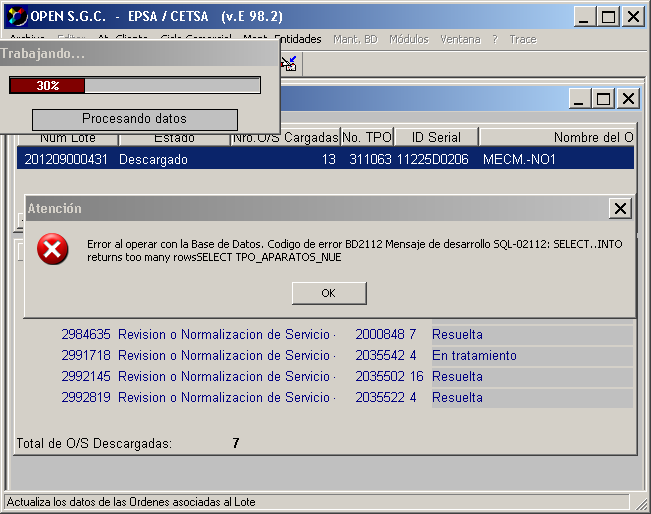 OPEN S.G.C. - EPSA / CETSA (v.E 98.2)
Archivo Editar At. Cliente Ciclo Comercial Mant. Entidades Mant. BD Módulos Ventana ? Trace
Trabajando...
30%
Procesando datos
Num Lote Estado Nro.O/S Cargadas No. TPO ID Serial Nombre del O
201209000431 Descargado 13 311063 11225D0206 MECM.-NO1
Atención
Error al operar con la Base de Datos. Codigo de error BD2112 Mensaje de desarrollo SQL-02112: SELECT..INTO
returns too many rowsSELECT TPO_APARATOS_NUE
OK
2984635 Revision o Normalizacion de Servicio - 2000848 7 Resuelta
2991718 Revision o Normalizacion de Servicio - 2035542 4 En tratamiento
2992145 Revision o Normalizacion de Servicio - 2035502 16 Resuelta
2992819 Revision o Normalizacion de Servicio - 2035522 4 Resuelta
Total de O/S Descargadas: 7
Actualiza los datos de las Ordenes asociadas al Lote